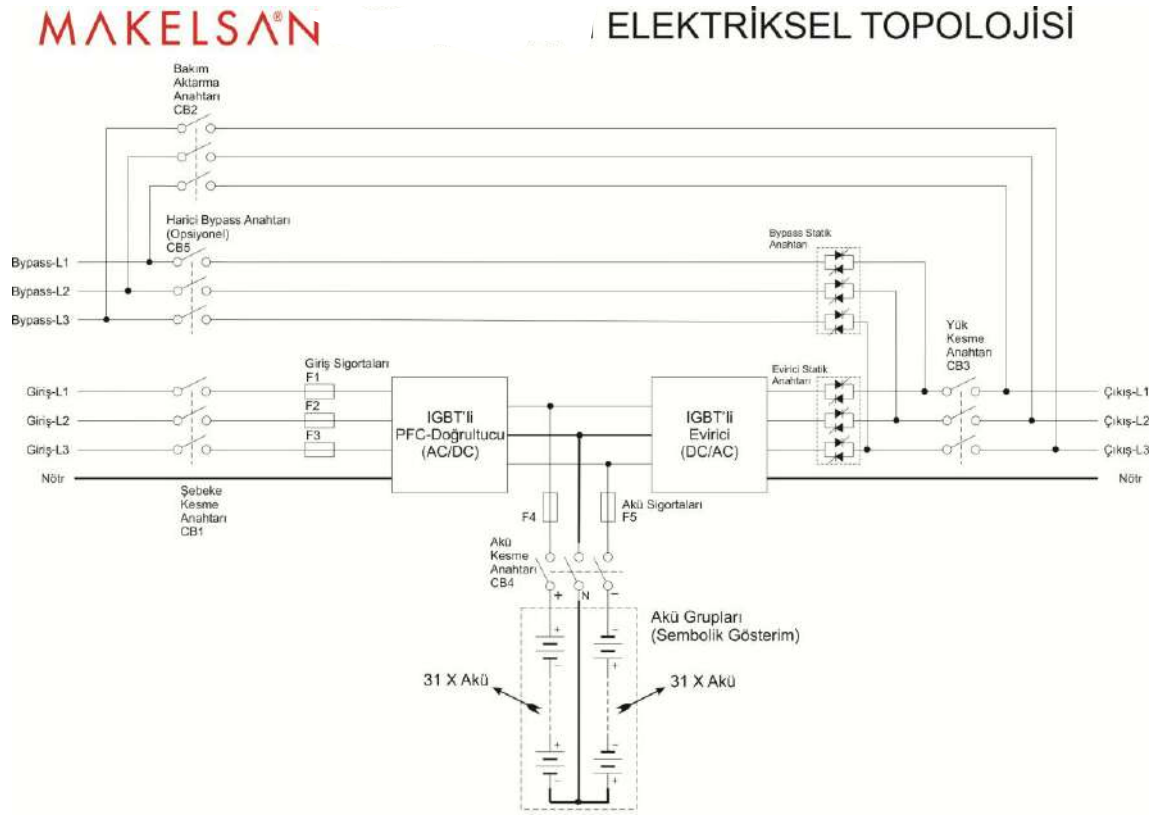 MAKELSAN®
ELEKTRİKSEL TOPOLOJİSİ
Bakım
Aktarma
Anahtarı
CB2
Harici Bypass Anahtarı
(Opsiyonel)
CB5
Bypass Statik
Anahtarı
Bypass-L1
Bypass-L2
Bypass-L3
Yük
Kesme
Anahtarı
CB3
Giriş Sigortaları
F1
F2
F3
Evirici Statik
Anahtarı
Giriş-L1
Giriş-L2
Giriş-L3
Nötr
IGBT'li
PFC-Doğrultucu
(AC/DC)
IGBT'li
Evirici
(DC/AC)
Çıkış-L1
Çıkış-L2
Çıkış-L3
Nötr
Şebeke
Kesme
Anahtarı
CB1
F4
Akü Sigortaları
F5
Akü
Kesme
Anahtarı
CB4
+ N −
Akü Grupları
(Sembolik Gösterim)
+ −
− +
31 X Akü
31 X Akü
+ −
− +